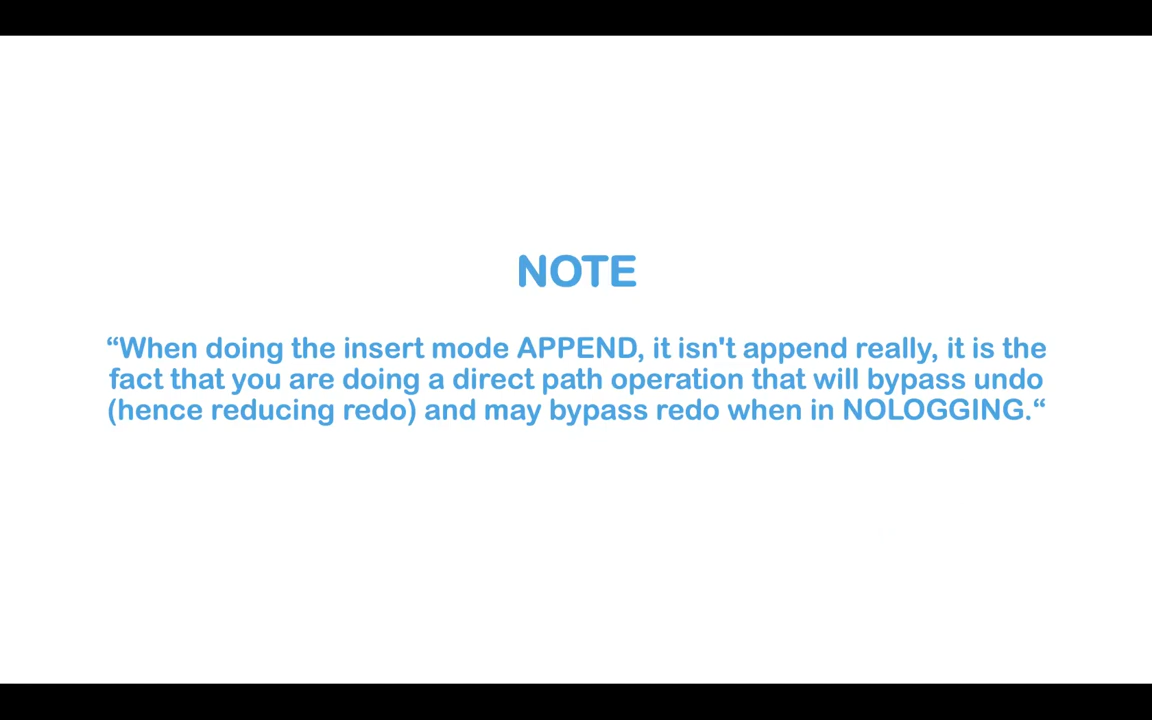 NOTE
“When doing the insert mode APPEND, it isn't append really, it is the
fact that you are doing a direct path operation that will bypass undo
(hence reducing redo) and may bypass redo when in NOLOGGING.“